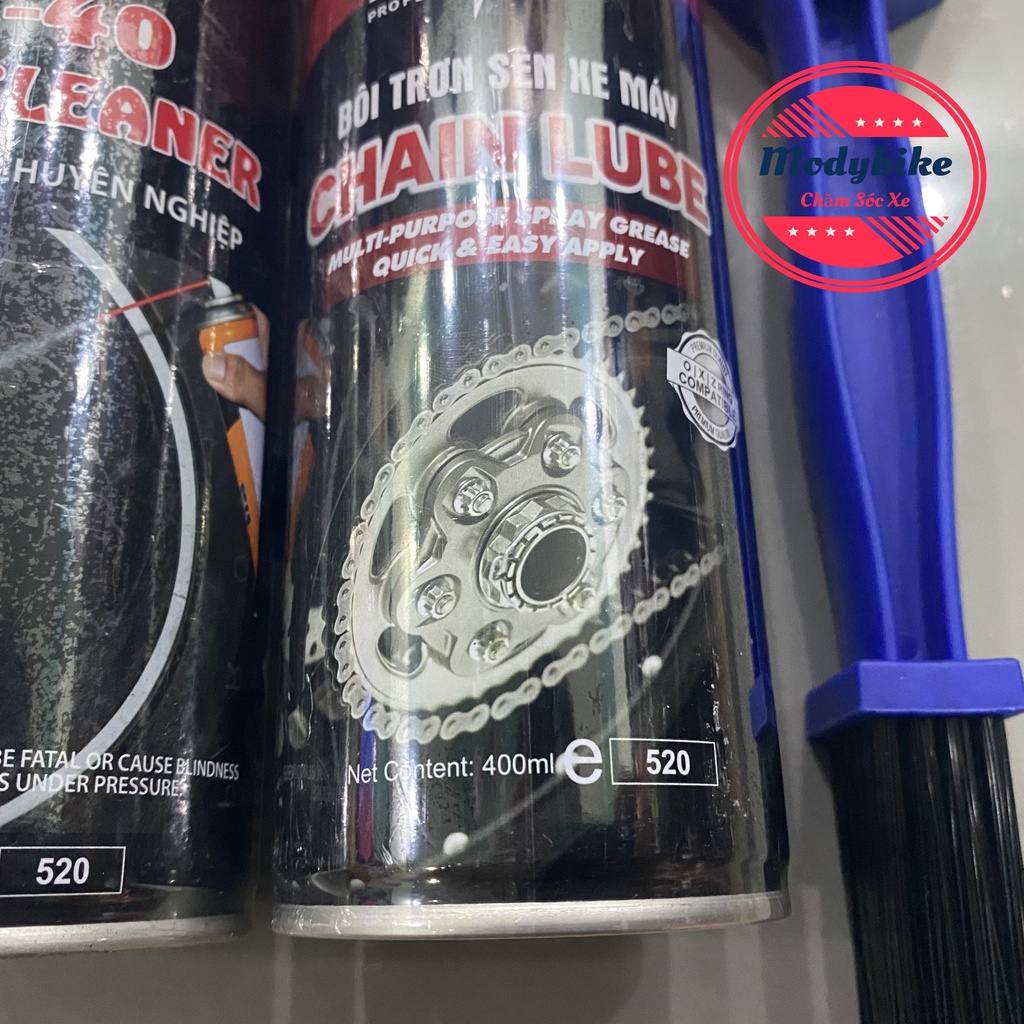 -40
CLEANER
HUYÊN NGHIỆP
BE FATAL OR CAUSE BLINDNESS
S UNDER PRESSURE
520
BÔI TRƠN SÊN XE MÁY
CHAIN LUBE
MULTI-PURPOSE SPRAY GREASE
QUICK & EASY APPLY
COMPATIBLE
Net Content: 400ml e 520
Modybike
Chăm Sóc Xe